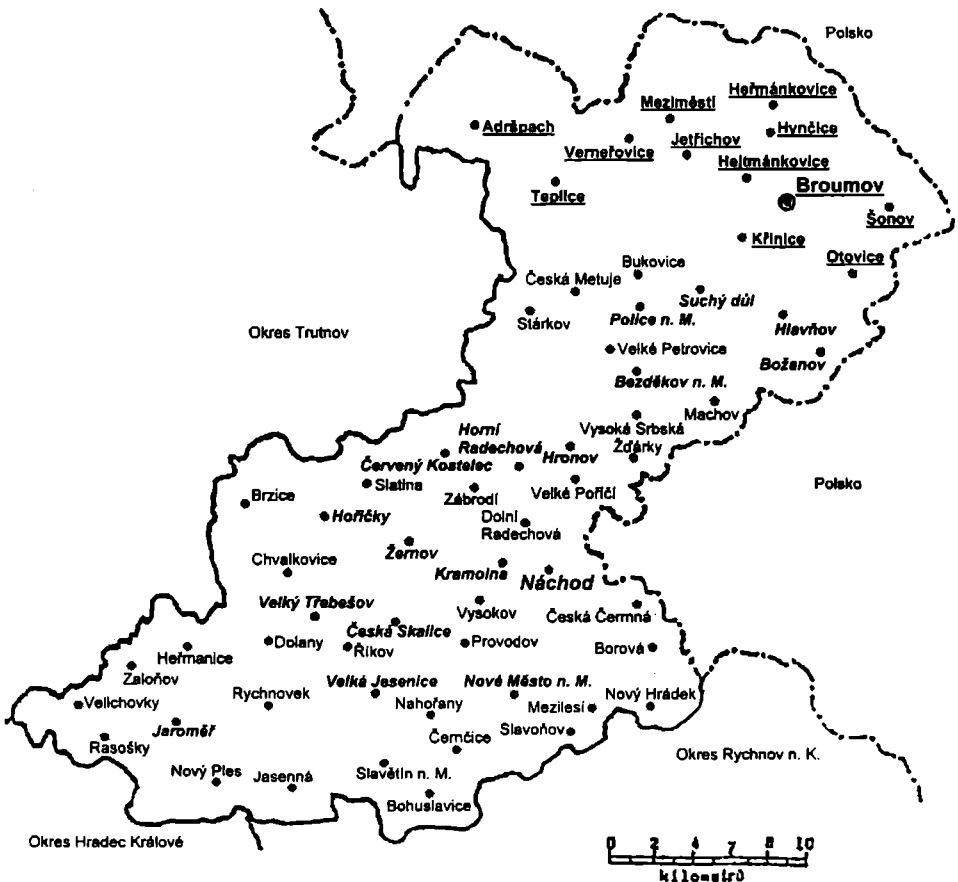 Polsko
Heřmánkovice
Meziměstí
Adršpach
Hynčice
Verneřovice
Jetřichov
Hejtmánkovice
Teplice
Broumov
Šonov
Křinice
Otovice
Bukovice
Česká Metuje
Suchý důl
Stárkov
Police n. M.
Hlavňov
Okres Trutnov
Velké Petrovice
Božanov
Bezděkov n. M.
Machov
Horní
Radechová
Vysoká Srbská
Žďárky
Hronov
Červený Kostelec
Slatina
Velké Poříčí
Polsko
Brzice
Zábrodí
Hořičky
Dolní
Radechová
Žernov
Chvalkovice
Kramolna
Náchod
Velký Třebešov
Vysokov
Česká Čermná
Česká Skalice
Dolany
Říkov
Provodov
Borová
Heřmanice
Zaloňov
Velká Jesenice
Nové Město n. M.
Velichovky
Rychnovek
Nahořany
Mezilesí
Nový Hrádek
Jaroměř
Slavoňov
Rasošky
Černčice
Okres Rychnov n. K.
Nový Ples
Jasenná
Slavětín n. M.
Bohuslavice
Okres Hradec Králové
0 2 4 7 8 10
kilometrů